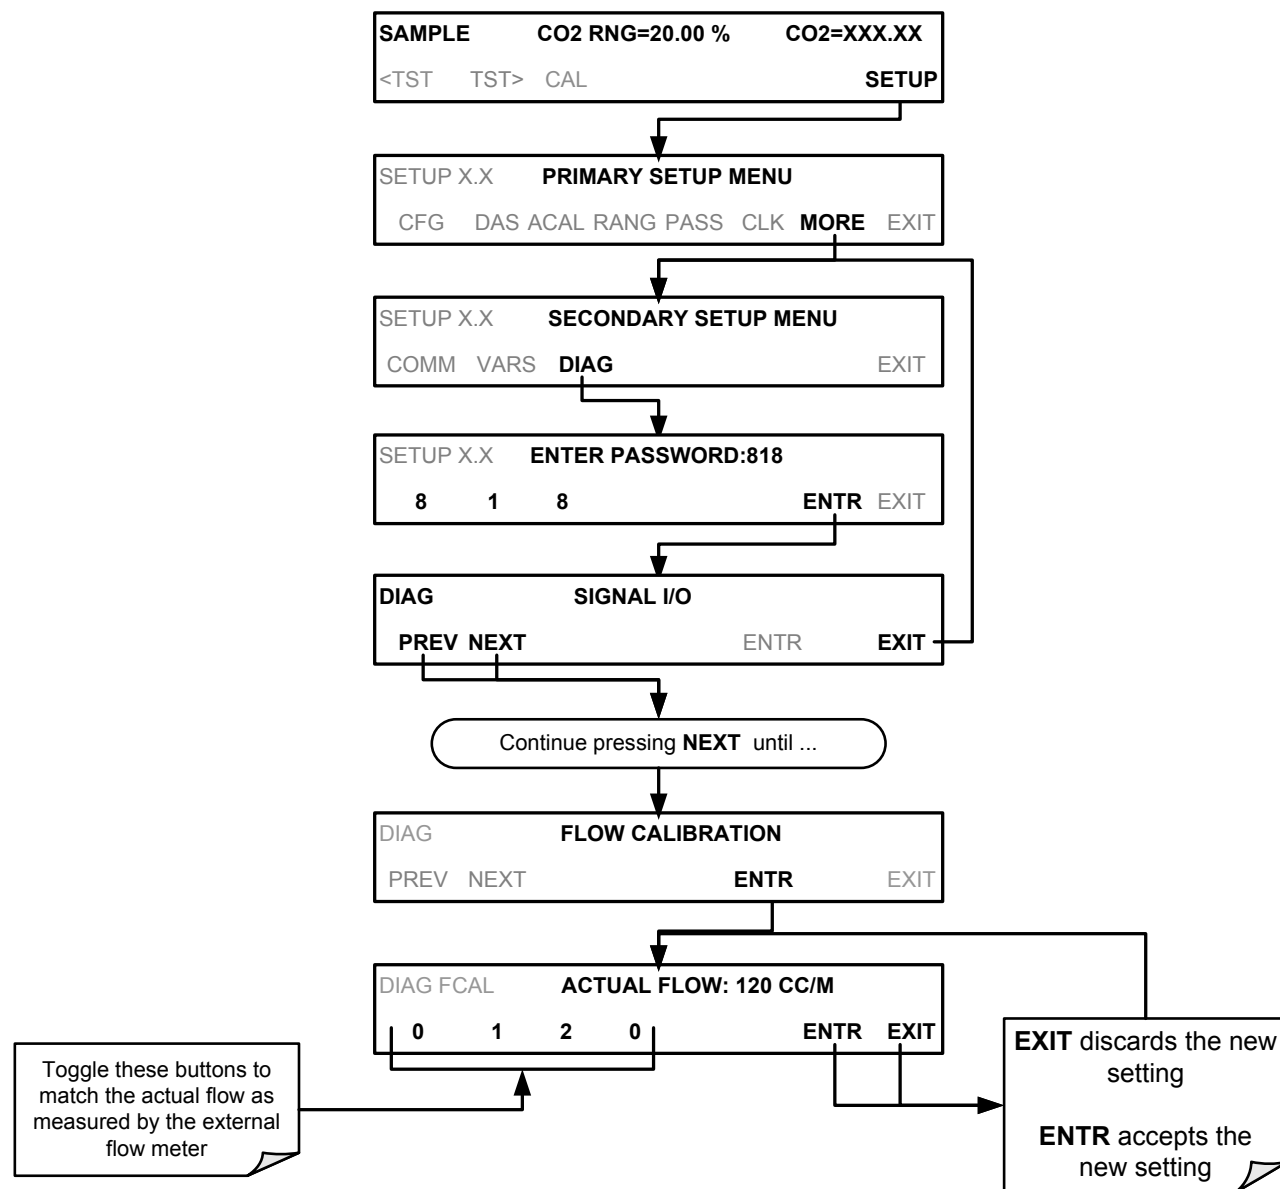 SAMPLE CO2 RNG=20.00 % CO2=XXX.XX
<TST TST> CAL SETUP
SETUP X.X PRIMARY SETUP MENU
CFG DAS ACAL RANG PASS CLK MORE EXIT
SETUP X.X SECONDARY SETUP MENU
COMM VARS DIAG EXIT
SETUP X.X ENTER PASSWORD:818
8 1 8 ENTR EXIT
DIAG SIGNAL I/O
PREV NEXT ENTR EXIT
Continue pressing NEXT until ...
DIAG FLOW CALIBRATION
PREV NEXT ENTR EXIT
DIAG FCAL ACTUAL FLOW: 120 CC/M
0 1 2 0 ENTR EXIT
Toggle these buttons to
match the actual flow as
measured by the external
flow meter
EXIT discards the new
setting
ENTR accepts the
new setting